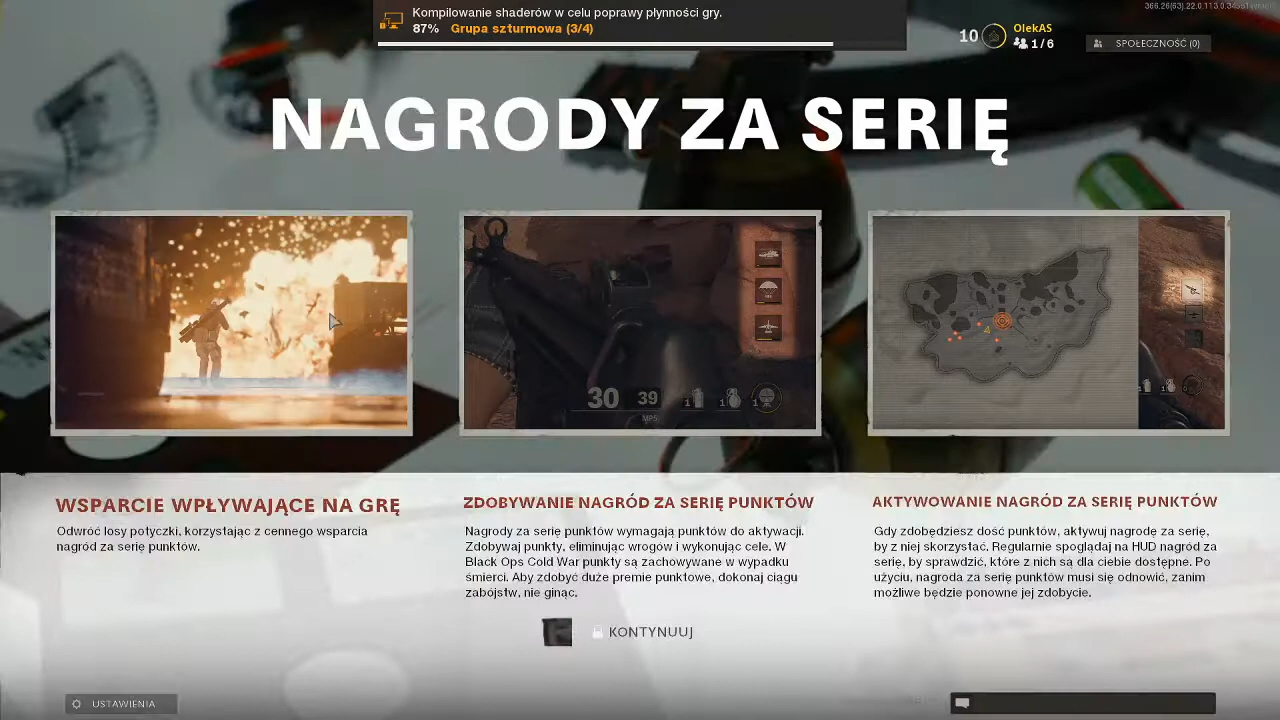 Kompilowanie shaderów w celu poprawy płynności gry.
87% Grupa szturmowa (3/4)
10 OlekAS
1 / 6
SPOŁECZNOŚĆ (0)
NAGRODY ZA SERIĘ
30 39 1 1 1
MP5
WSPARCIE WPŁYWAJĄCE NA GRĘ
Odwróć losy potyczki, korzystając z cennego wsparcia
nagród za serię punktów.
ZDOBYWANIE NAGRÓD ZA SERIĘ PUNKTÓW
Nagrody za serię punktów wymagają punktów do aktywacji.
Zdobywaj punkty, eliminując wrogów i wykonując cele. W
Black Ops Cold War punkty są zachowywane w wypadku
śmierci. Aby zdobyć duże premie punktowe, dokonaj ciągu
zabójstw, nie ginąc.
AKTYWOWANIE NAGRÓD ZA SERIĘ PUNKTÓW
Gdy zdobędziesz dość punktów, aktywuj nagrodę za serię,
by z niej skorzystać. Regularnie spoglądaj na HUD nagród za
serię, by sprawdzić, które z nich są dla ciebie dostępne. Po
użyciu, nagroda za serię punktów musi się odnowić, zanim
możliwe będzie ponowne jej zdobycie.
KONTYNUUJ
USTAWIENIA